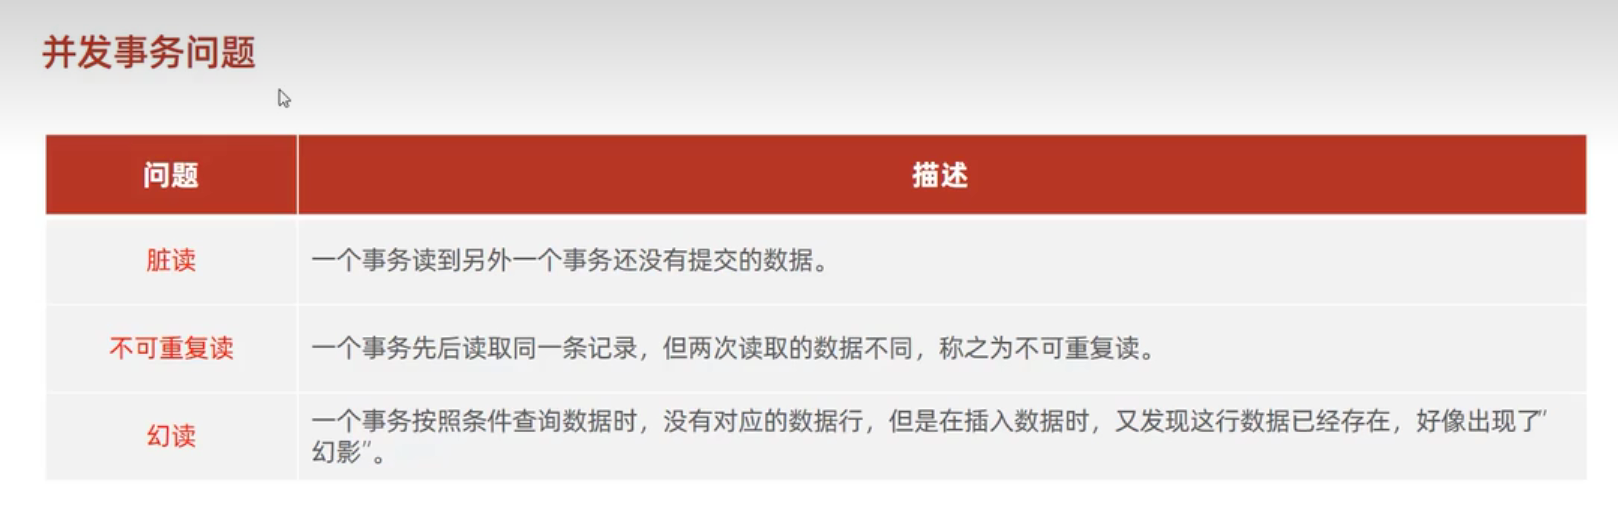 并发事务问题
问题 描述
脏读 一个事务读到另外一个事务还没有提交的数据。
不可重复读 一个事务先后读取同一条记录，但两次读取的数据不同，称之为不可重复读。
幻读 一个事务按照条件查询数据时，没有对应的数据行，但是在插入数据时，又发现这行数据已经存在，好像出现了”
幻影”。